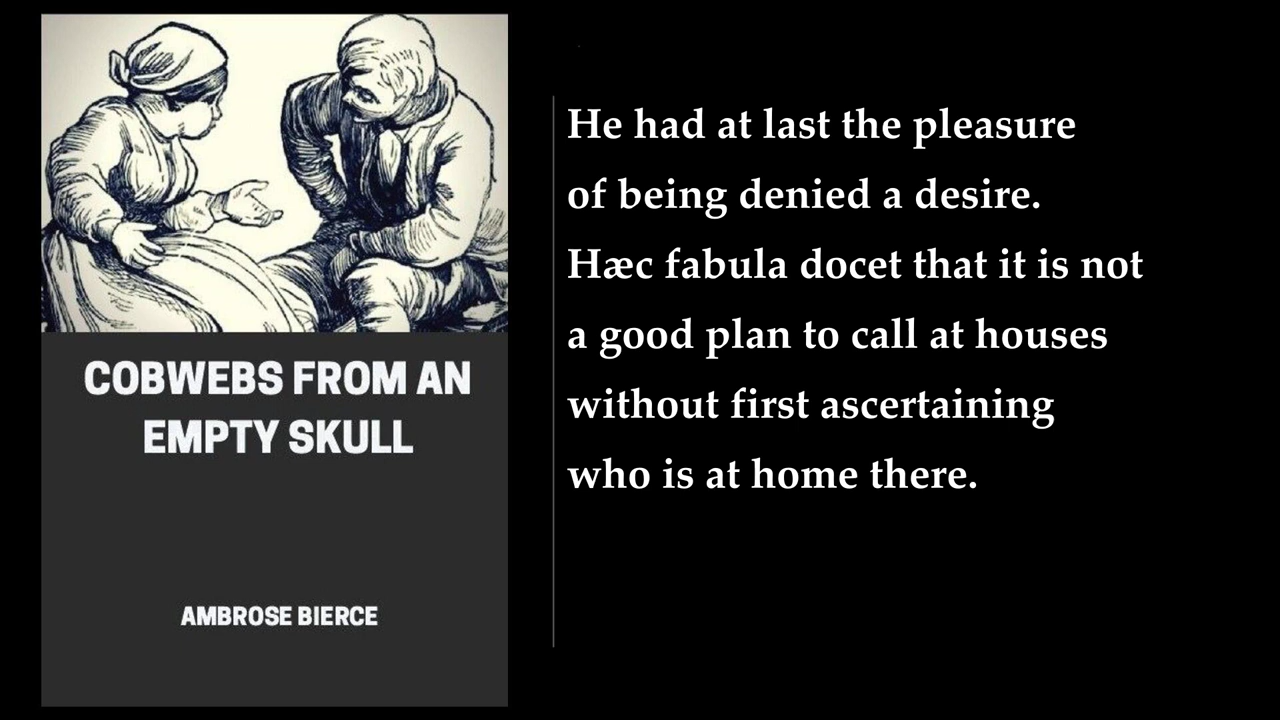 COBWEBS FROM AN
EMPTY SKULL
AMBROSE BIERCE
He had at last the pleasure
of being denied a desire.
Hæc fabula docet that it is not
a good plan to call at houses
without first ascertaining
who is at home there.